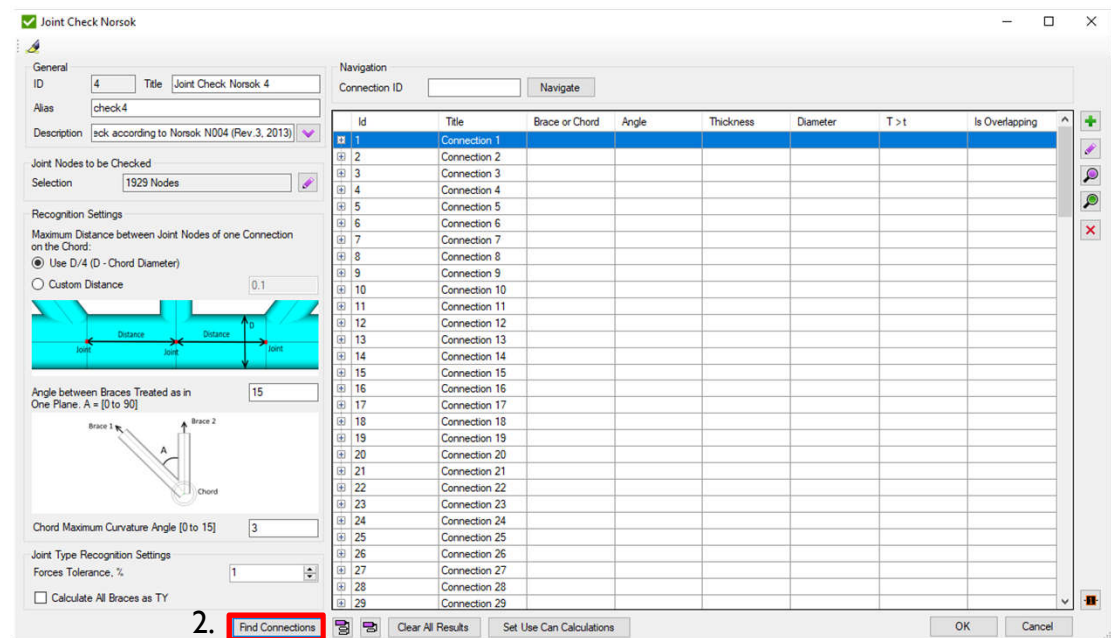 Joint Check Norsok
General
ID 4 Title Joint Check Norsok 4
Alias check4
Description eck according to Norsok N004 (Rev.3, 2013)
Joint Nodes to be Checked
Selection 1929 Nodes
Recognition Settings
Maximum Distance between Joint Nodes of one Connection
on the Chord:
Use D/4 (D - Chord Diameter)
Custom Distance 0.1
D
Distance Distance
Joint Joint Joint
Angle between Braces Treated as in
One Plane. A = [0 to 90] 15
Brace 1 Brace 2
A
Chord
Chord Maximum Curvature Angle [0 to 15] 3
Joint Type Recognition Settings
Forces Tolerance, % 1
Calculate All Braces as TY
2. Find Connections
Navigation
Connection ID Navigate
Id Title Brace or Chord Angle Thickness Diameter T > t Is Overlapping
1 Connection 1
2 Connection 2
3 Connection 3
4 Connection 4
5 Connection 5
6 Connection 6
7 Connection 7
8 Connection 8
9 Connection 9
10 Connection 10
11 Connection 11
12 Connection 12
13 Connection 13
14 Connection 14
15 Connection 15
16 Connection 16
17 Connection 17
18 Connection 18
19 Connection 19
20 Connection 20
21 Connection 21
22 Connection 22
23 Connection 23
24 Connection 24
25 Connection 25
26 Connection 26
27 Connection 27
28 Connection 28
29 Connection 29
Clear All Results Set Use Can Calculations OK Cancel